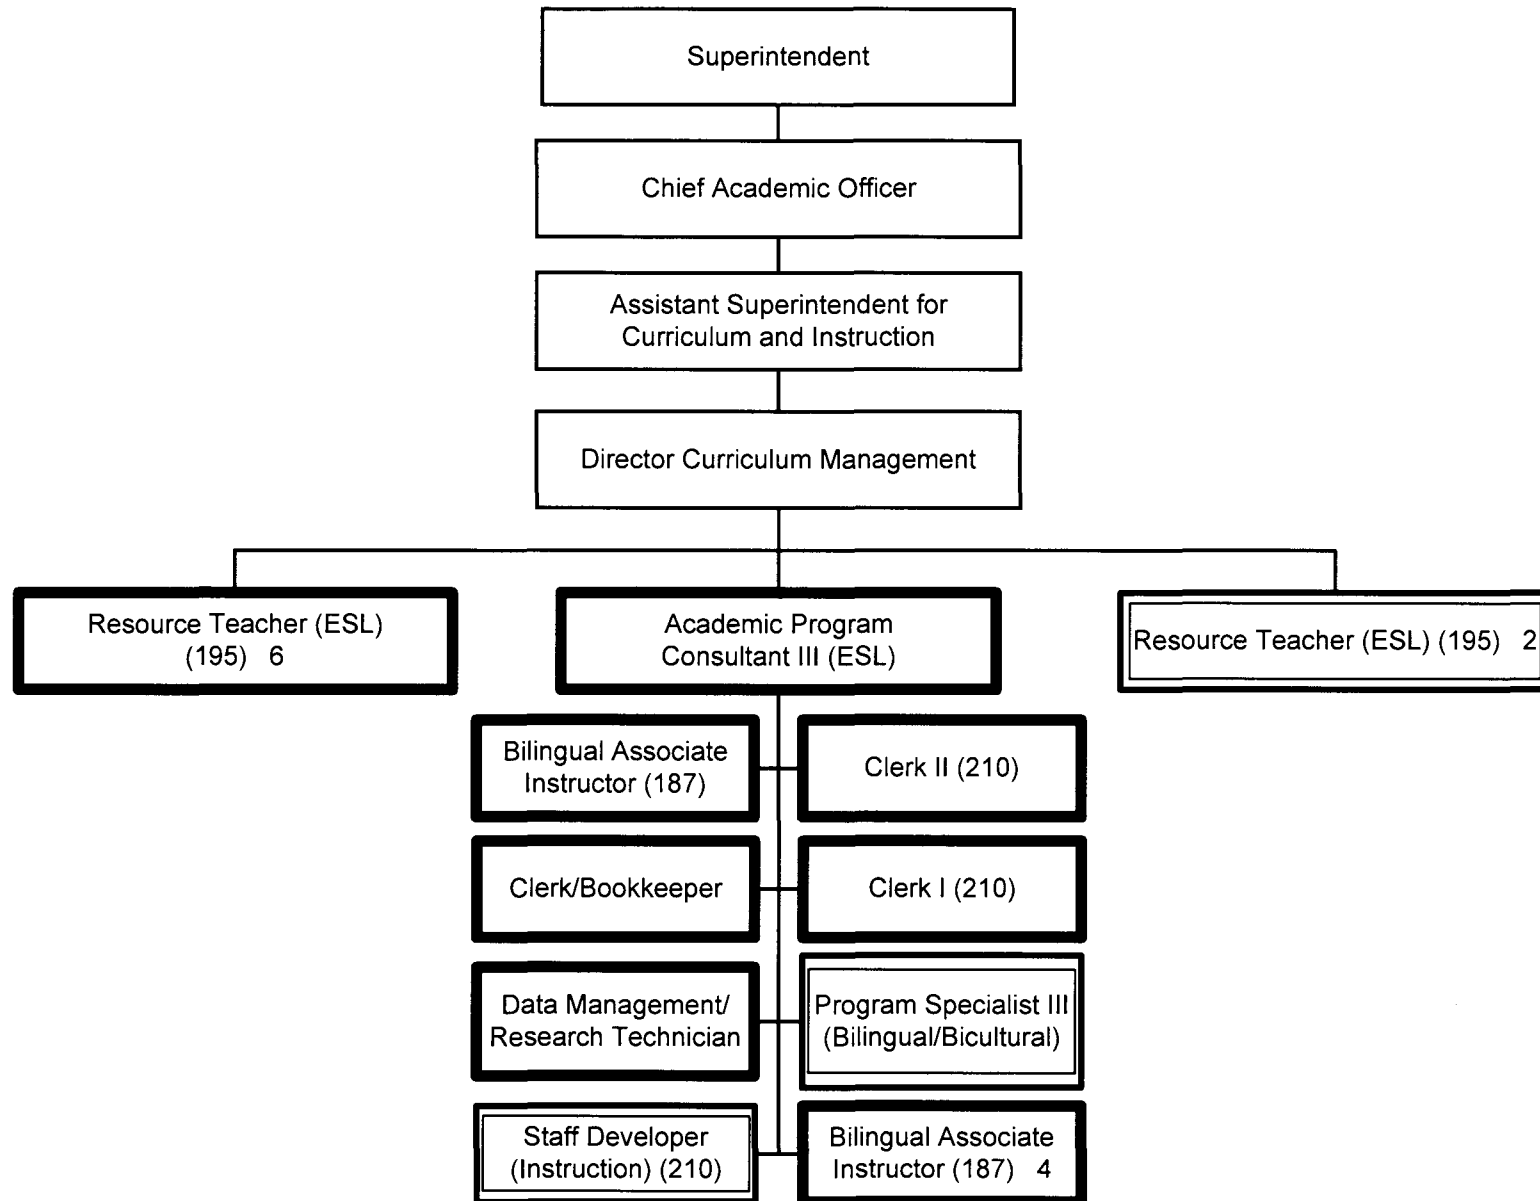 Superintendent
Chief Academic Officer
Assistant Superintendent for
Curriculum and Instruction
Director Curriculum Management
Resource Teacher (ESL)
(195) 6
Academic Program
Consultant III (ESL)
Resource Teacher (ESL) (195) 2
Bilingual Associate
Instructor (187)
Clerk II (210)
Clerk/Bookkeeper
Clerk I (210)
Data Management/
Research Technician
Program Specialist III
(Bilingual/Bicultural)
Staff Developer
(Instruction) (210)
Bilingual Associate
Instructor (187) 4